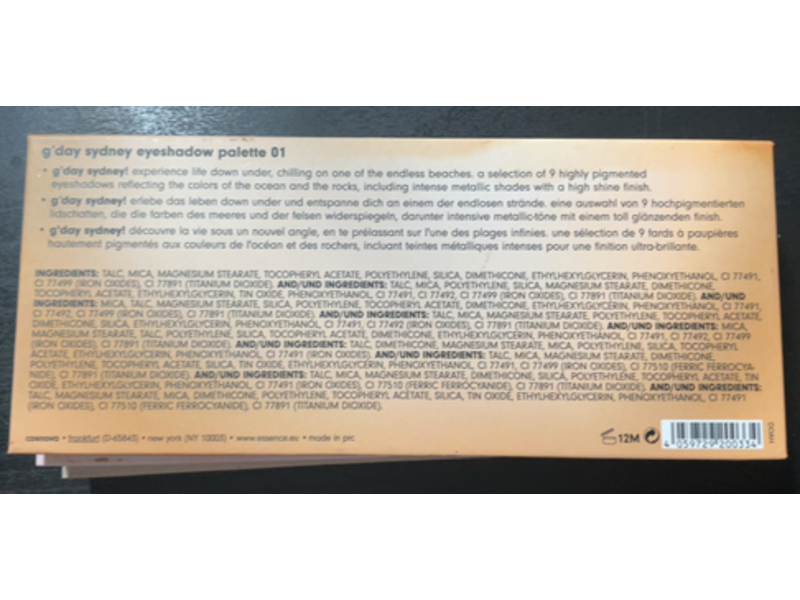 g'day sydney eyeshadow palette 01
• g'day sydney! experience life down under, chilling on one of the endless beaches. a selection of 9 highly pigmented
eyeshadows reflecting the colors of the ocean and the rocks, including intense metallic shades with a high shine finish.
• g'day sydney! erlebe das leben down under und entspanne dich an einem der endlosen strände. eine auswahl von 9 hochpigmentierten
lidschatten, die die farben des meeres und der felsen widerspiegeln, darunter intensive metallic-töne mit einem toll glänzenden finish.
• g'day sydney! découvre la vie sous un nouvel angle, en te prélassant sur l'une des plages infinies. une sélection de 9 fards à paupières
hautement pigmentés aux couleurs de l'océan et des rochers, incluant teintes métalliques intenses pour une finition ultra-brillante.
INGREDIENTS: TALC, MICA, MAGNESIUM STEARATE, TOCOPHERYL ACETATE, POLYETHYLENE, SILICA, DIMETHICONE, ETHYLHEXYLGLYCERIN, PHENOXYETHANOL, CI 77491,
CI 77499 (IRON OXIDES), CI 77891 (TITANIUM DIOXIDE). AND/UND INGREDIENTS: TALC, MICA, POLYETHYLENE, SILICA, MAGNESIUM STEARATE, DIMETHICONE,
TOCOPHERYL ACETATE, ETHYLHEXYLGLYCERIN, TIN OXIDE, PHENOXYETHANOL, CI 77491, CI 77492, CI 77499 (IRON OXIDES), CI 77891 (TITANIUM DIOXIDE). AND/UND
INGREDIENTS: TALC, MICA, MAGNESIUM STEARATE, POLYETHYLENE, TOCOPHERYL ACETATE, DIMETHICONE, SILICA, ETHYLHEXYLGLYCERIN, PHENOXYETHANOL, CI 77491,
CI 77492, CI 77499 (IRON OXIDES), CI 77891 (TITANIUM DIOXIDE). AND/UND INGREDIENTS: TALC, MICA, MAGNESIUM STEARATE, POLYETHYLENE, TOCOPHERYL ACETATE,
DIMETHICONE, SILICA, ETHYLHEXYLGLYCERIN, PHENOXYETHANOL, CI 77491, CI 77492 (IRON OXIDES), CI 77891 (TITANIUM DIOXIDE). AND/UND INGREDIENTS: MICA,
MAGNESIUM STEARATE, TALC, POLYETHYLENE, SILICA, TOCOPHERYL ACETATE, DIMETHICONE, ETHYLHEXYLGLYCERIN, PHENOXYETHANOL, CI 77491, CI 77492, CI 77499
(IRON OXIDES), CI 77891 (TITANIUM DIOXIDE). AND/UND INGREDIENTS: TALC, DIMETHICONE, MAGNESIUM STEARATE, MICA, POLYETHYLENE, SILICA, TOCOPHERYL
ACETATE, ETHYLHEXYLGLYCERIN, PHENOXYETHANOL, CI 77491 (IRON OXIDES). AND/UND INGREDIENTS: TALC, MICA, MAGNESIUM STEARATE, DIMETHICONE,
POLYETHYLENE, TOCOPHERYL ACETATE, SILICA, TIN OXIDE, ETHYLHEXYLGLYCERIN, PHENOXYETHANOL, CI 77491 (IRON OXIDES), CI 77510 (FERRIC FERROCYA-
NIDE), CI 77891 (TITANIUM DIOXIDE). AND/UND INGREDIENTS: MICA, TALC, MAGNESIUM STEARATE, DIMETHICONE, POLYETHYLENE, SILICA, TOCOPHERYL ACETATE, TIN
OXIDE, ETHYLHEXYLGLYCERIN, PHENOXYETHANOL, CI 77491 (IRON OXIDES), CI 77510 (FERRIC FERROCYANIDE), CI 77891 (TITANIUM DIOXIDE). AND/UND INGREDIENTS:
TALC, MICA, MAGNESIUM STEARATE, DIMETHICONE, POLYETHYLENE, TOCOPHERYL ACETATE, SILICA, TIN OXIDE, ETHYLHEXYLGLYCERIN, PHENOXYETHANOL, CI 77491
(IRON OXIDES), CI 77510 (FERRIC FERROCYANIDE), CI 77891 (TITANIUM DIOXIDE).
cosnova • frankfurt (D-65843) • new york (NY 10003) • www.essence.eu • made in prc
12M
4 059729 200334